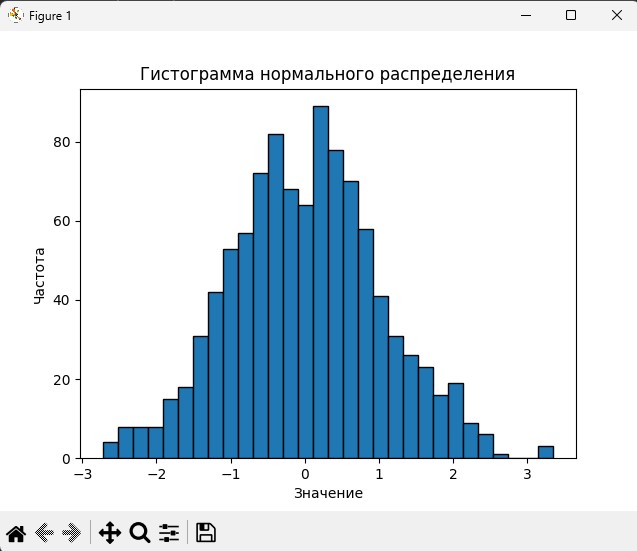 Figure 1
Гистограмма нормального распределения
Частота
80
60
40
20
0
−3 −2 −1 0 1 2 3
Значение